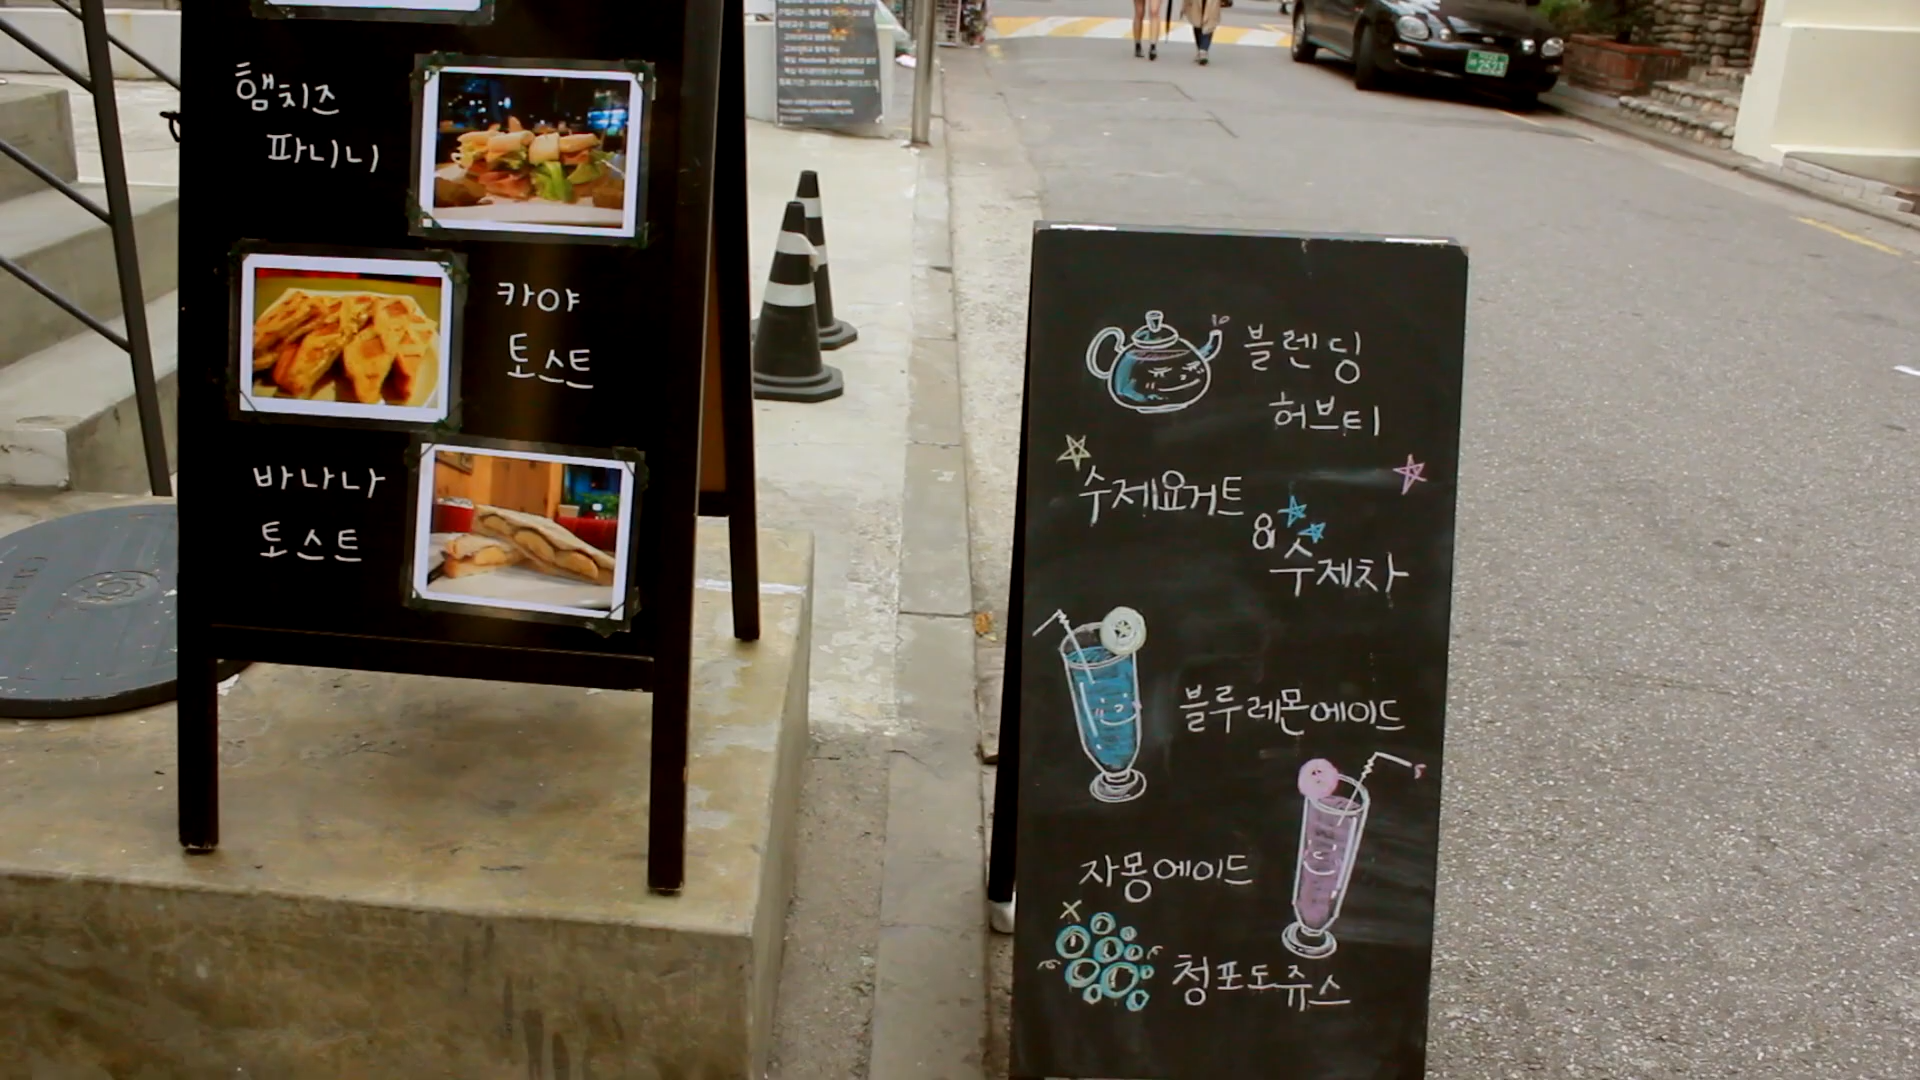 햄치즈
파니니
카야
토스트
바나나
토스트
블렌딩
허브티
수제요거트
&
수제차
블루레몬에이드
자몽에이드
청포도쥬스